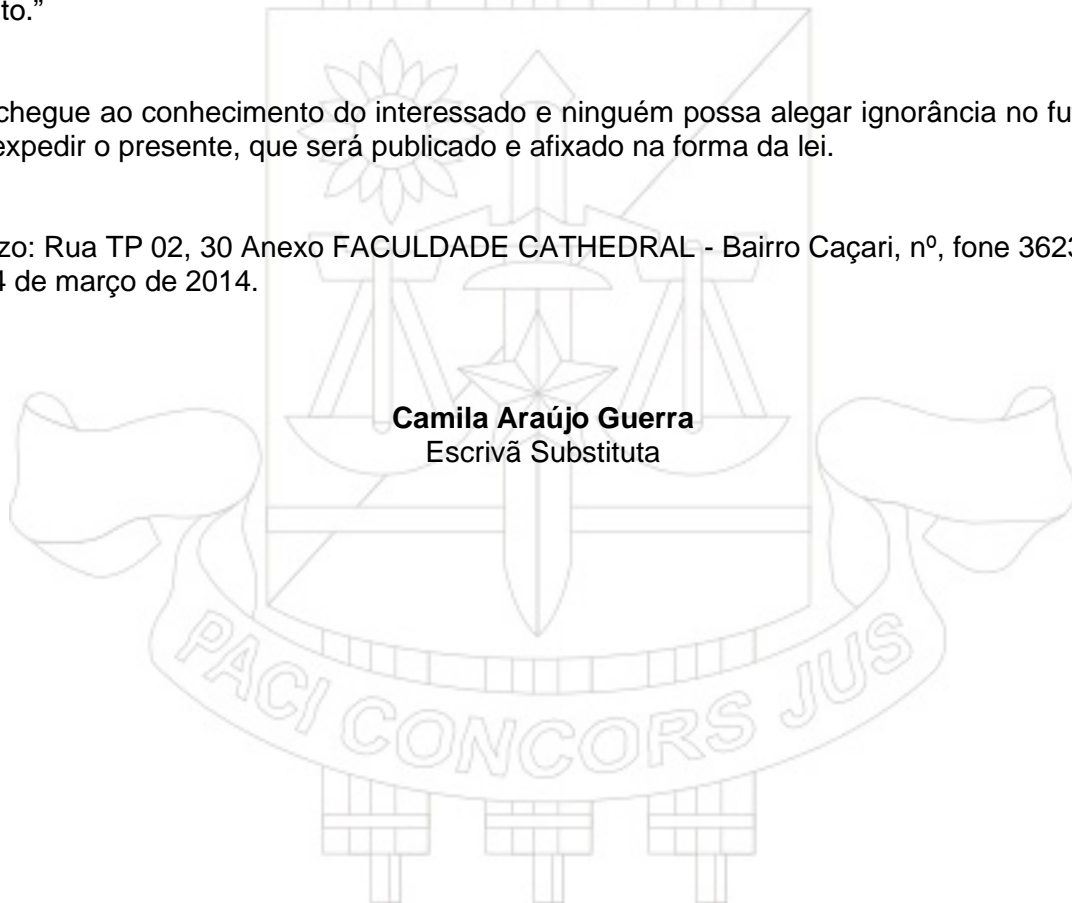 to.”
chegue ao conhecimento do interessado e ninguém possa alegar ignorância no fu
expedir o presente, que será publicado e afixado na forma da lei.
zo: Rua TP 02, 30 Anexo FACULDADE CATHEDRAL - Bairro Caçari, nº, fone 3623
4 de março de 2014.
Camila Araújo Guerra
Escrivã Substituta
PACI CONCORS JUS